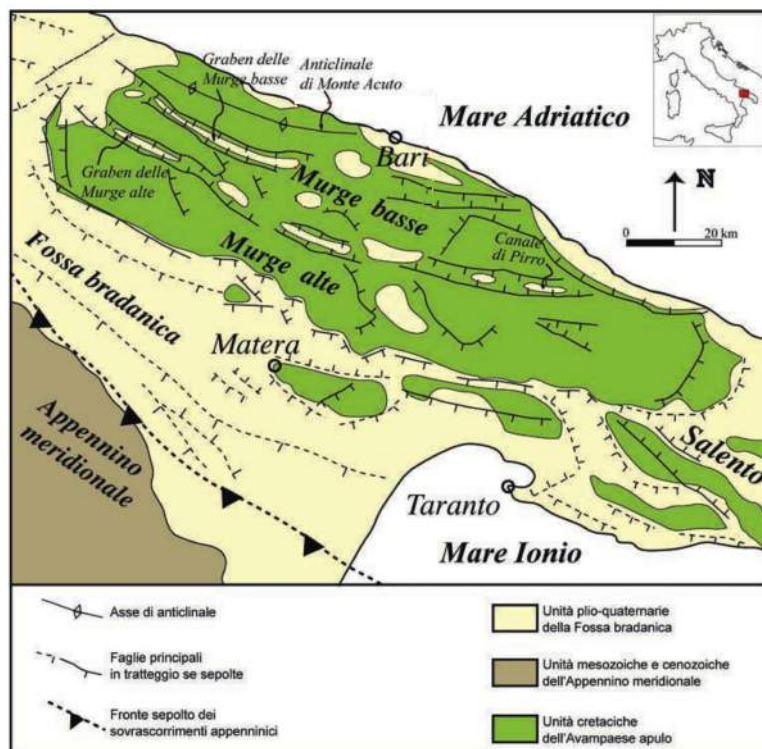 Graben delle
Murge basse
Anticlinale
di Monte Acuto
Mare Adriatico
Bari
N
Graben delle
Murge alte
Murge basse
0 20 km
Canale
di Pirro
Murge alte
Fossa bradanica
Matera
Appennino
meridionale
Salento
Taranto
Mare Ionio
Asse di anticlinale
Faglie principali
in tratteggio se sepolte
Fronte sepolto dei
sovrascorrimenti appenninici
Unità plio-quaternarie
della Fossa bradanica
Unità mesozoiche e cenozoiche
dell'Appennino meridionale
Unità cretaciche
dell'Avampaese apulo